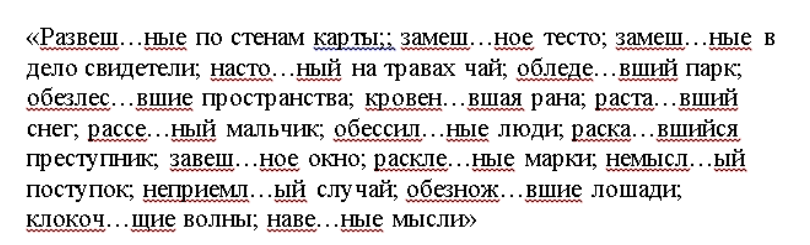 «Развеш…ные по стенам карты;; замеш…ное тесто; замеш…ные в
дело свидетели; насто…ный на травах чай; обледе…вший парк;
обезлес…вшие пространства; кровен…вшая рана; раста…вший
снег; рассе…ный мальчик; обессил…ные люди; раска…вшийся
преступник; завеш…ное окно; раскле…ные марки; немысл…ый
поступок; неприемл…ый случай; обезнож…вшие лошади;
клокоч…щие волны; наве…ные мысли»